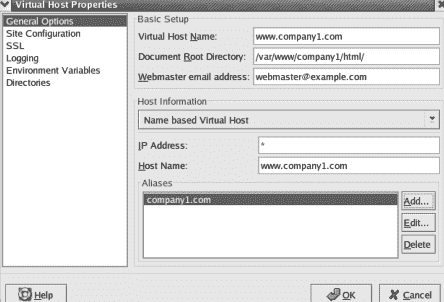 Virtual Host Properties
General Options
Site Configuration
SSL
Logging
Environment Variables
Directories
Basic Setup
Virtual Host Name: www.company1.com
Document Root Directory: /var/www/company1/html/
Webmaster email address: webmaster@example.com
Host Information
Name based Virtual Host
IP Address: *
Host Name: www.company1.com
Aliases
company1.com
Add...
Edit...
Delete
Help
OK
Cancel